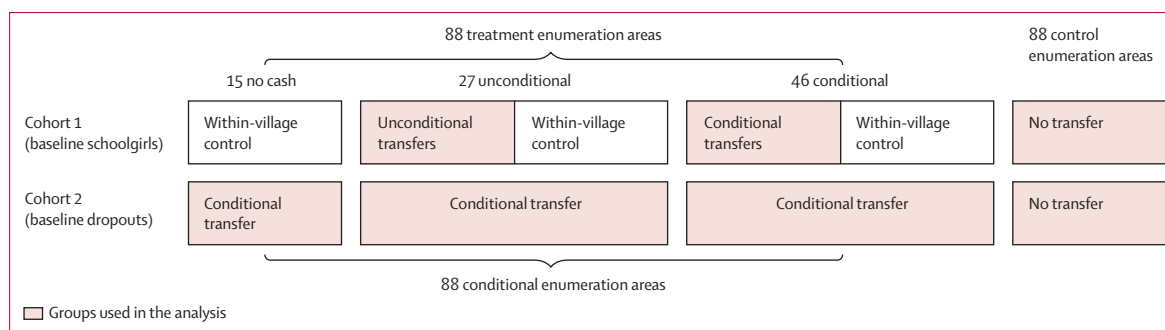 88 treatment enumeration areas
88 control
enumeration areas
15 no cash
27 unconditional
46 conditional
Cohort 1
(baseline schoolgirls)
Within-village
control
Unconditional
transfers
Within-village
control
Conditional
transfers
Within-village
control
No transfer
Cohort 2
(baseline dropouts)
Conditional
transfer
Conditional transfer
Conditional transfer
No transfer
88 conditional enumeration areas
Groups used in the analysis